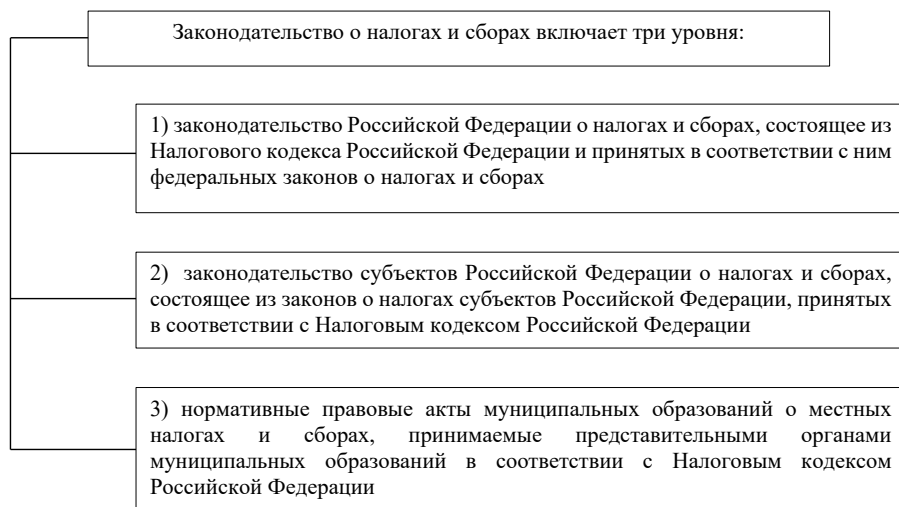 Законодательство о налогах и сборах включает три уровня:
1) законодательство Российской Федерации о налогах и сборах, состоящее из
Налогового кодекса Российской Федерации и принятых в соответствии с ним
федеральных законов о налогах и сборах
2) законодательство субъектов Российской Федерации о налогах и сборах,
состоящее из законов о налогах субъектов Российской Федерации, принятых
в соответствии с Налоговым кодексом Российской Федерации
3) нормативные правовые акты муниципальных образований о местных
налогах и сборах, принимаемые представительными органами
муниципальных образований в соответствии с Налоговым кодексом
Российской Федерации